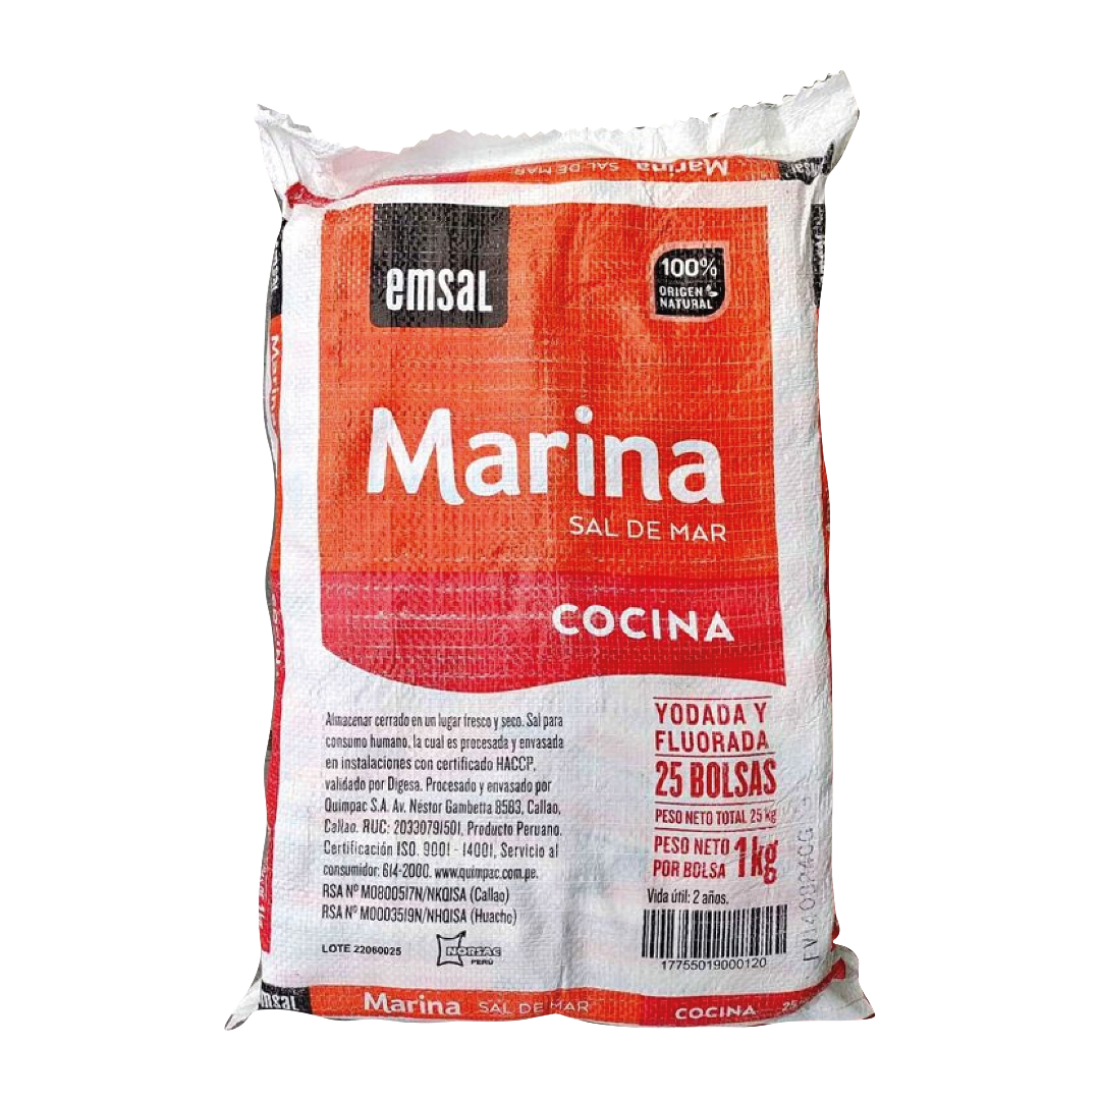 Marina SAL DE MAR
emsal
100%
ORIGEN
NATURAL
Marina
SAL DE MAR
COCINA
Almacenar cerrado en un lugar fresco y seco. Sal para
consumo humano, la cual es procesada y envasada
en instalaciones con certificado HACCP,
validado por Digesa. Procesado y envasado por
Quimpac S.A. Av. Néstor Gambetta 8583, Callao,
Callao. RUC: 20330791501, Producto Peruano.
Certificación ISO. 9001 - 14001, Servicio al
consumidor: 614-2000. www.quimpac.com.pe.
RSA Nº M0800517N/NKQISA (Callao)
RSA Nº M0003519N/NHQISA (Huacho)
LOTE 22060025
NORSAC
PERÚ
YODADA Y
FLUORADA
25 BOLSAS
PESO NETO TOTAL 25 kg
PESO NETO
POR BOLSA 1 kg
Vida útil: 2 años.
17755019000120
emsal Marina SAL DE MAR COCINA